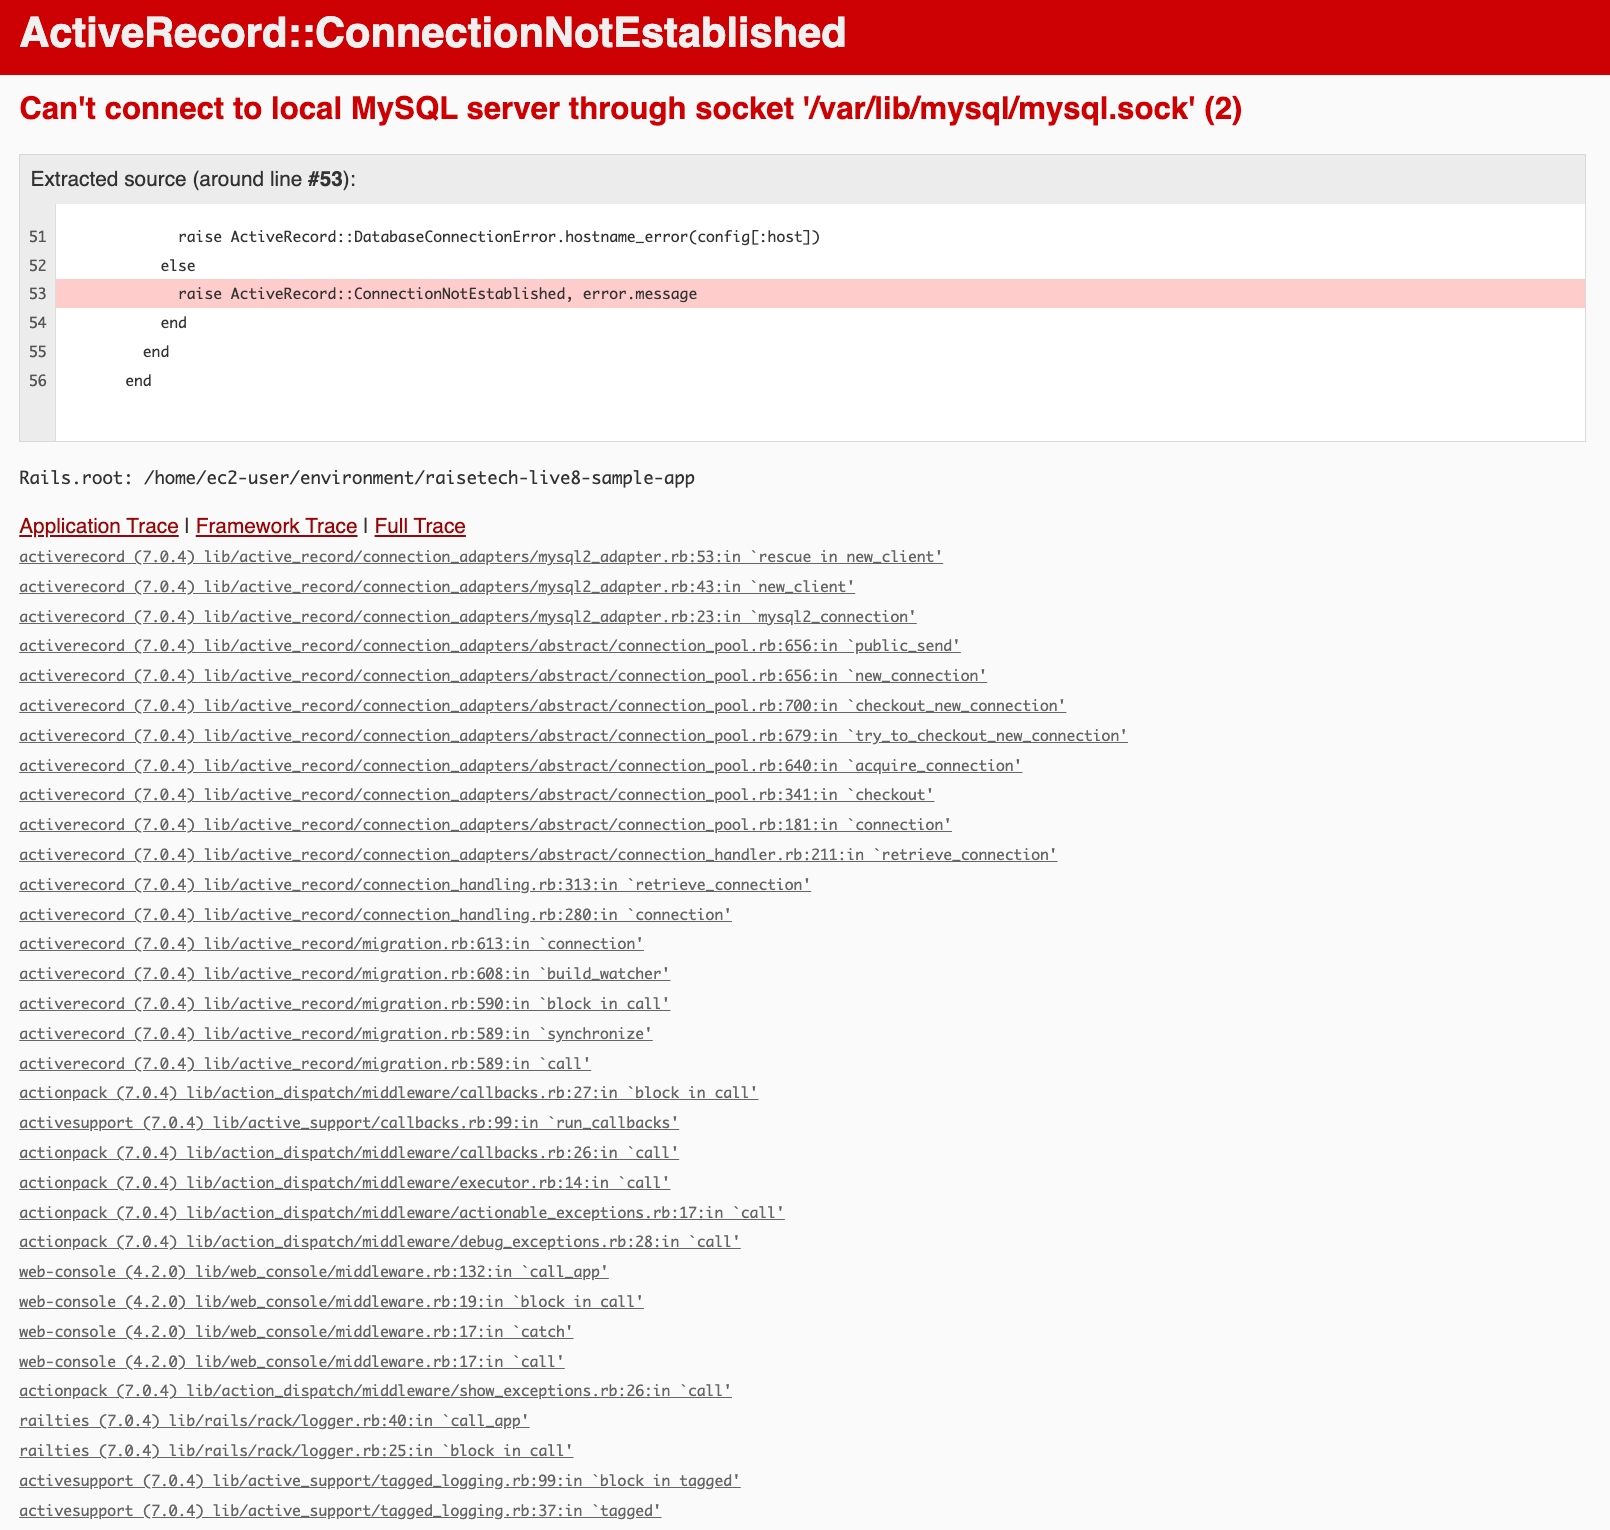 ActiveRecord::ConnectionNotEstablished
Can't connect to local MySQL server through socket '/var/lib/mysql/mysql.sock' (2)
Extracted source (around line #53):
51 raise ActiveRecord::DatabaseConnectionError.hostname_error(config[:host])
52 else
53 raise ActiveRecord::ConnectionNotEstablished, error.message
54 end
55 end
56 end
Rails.root: /home/ec2-user/environment/raisetech-live8-sample-app
Application Trace | Framework Trace | Full Trace
activerecord (7.0.4) lib/active_record/connection_adapters/mysql2_adapter.rb:53:in `rescue in new_client'
activerecord (7.0.4) lib/active_record/connection_adapters/mysql2_adapter.rb:43:in `new_client'
activerecord (7.0.4) lib/active_record/connection_adapters/mysql2_adapter.rb:23:in `mysql2_connection'
activerecord (7.0.4) lib/active_record/connection_adapters/abstract/connection_pool.rb:656:in `public_send'
activerecord (7.0.4) lib/active_record/connection_adapters/abstract/connection_pool.rb:656:in `new_connection'
activerecord (7.0.4) lib/active_record/connection_adapters/abstract/connection_pool.rb:700:in `checkout_new_connection'
activerecord (7.0.4) lib/active_record/connection_adapters/abstract/connection_pool.rb:679:in `try_to_checkout_new_connection'
activerecord (7.0.4) lib/active_record/connection_adapters/abstract/connection_pool.rb:640:in `acquire_connection'
activerecord (7.0.4) lib/active_record/connection_adapters/abstract/connection_pool.rb:341:in `checkout'
activerecord (7.0.4) lib/active_record/connection_adapters/abstract/connection_pool.rb:181:in `connection'
activerecord (7.0.4) lib/active_record/connection_adapters/abstract/connection_handler.rb:211:in `retrieve_connection'
activerecord (7.0.4) lib/active_record/connection_handling.rb:313:in `retrieve_connection'
activerecord (7.0.4) lib/active_record/connection_handling.rb:280:in `connection'
activerecord (7.0.4) lib/active_record/migration.rb:613:in `connection'
activerecord (7.0.4) lib/active_record/migration.rb:608:in `build_watcher'
activerecord (7.0.4) lib/active_record/migration.rb:590:in `block in call'
activerecord (7.0.4) lib/active_record/migration.rb:589:in `synchronize'
activerecord (7.0.4) lib/active_record/migration.rb:589:in `call'
actionpack (7.0.4) lib/action_dispatch/middleware/callbacks.rb:27:in `block in call'
activesupport (7.0.4) lib/active_support/callbacks.rb:99:in `run_callbacks'
actionpack (7.0.4) lib/action_dispatch/middleware/callbacks.rb:26:in `call'
actionpack (7.0.4) lib/action_dispatch/middleware/executor.rb:14:in `call'
actionpack (7.0.4) lib/action_dispatch/middleware/actionable_exceptions.rb:17:in `call'
actionpack (7.0.4) lib/action_dispatch/middleware/debug_exceptions.rb:28:in `call'
web-console (4.2.0) lib/web_console/middleware.rb:132:in `call_app'
web-console (4.2.0) lib/web_console/middleware.rb:19:in `block in call'
web-console (4.2.0) lib/web_console/middleware.rb:17:in `catch'
web-console (4.2.0) lib/web_console/middleware.rb:17:in `call'
actionpack (7.0.4) lib/action_dispatch/middleware/show_exceptions.rb:26:in `call'
railties (7.0.4) lib/rails/rack/logger.rb:40:in `call_app'
railties (7.0.4) lib/rails/rack/logger.rb:25:in `block in call'
activesupport (7.0.4) lib/active_support/tagged_logging.rb:99:in `block in tagged'
activesupport (7.0.4) lib/active_support/tagged_logging.rb:37:in `tagged'